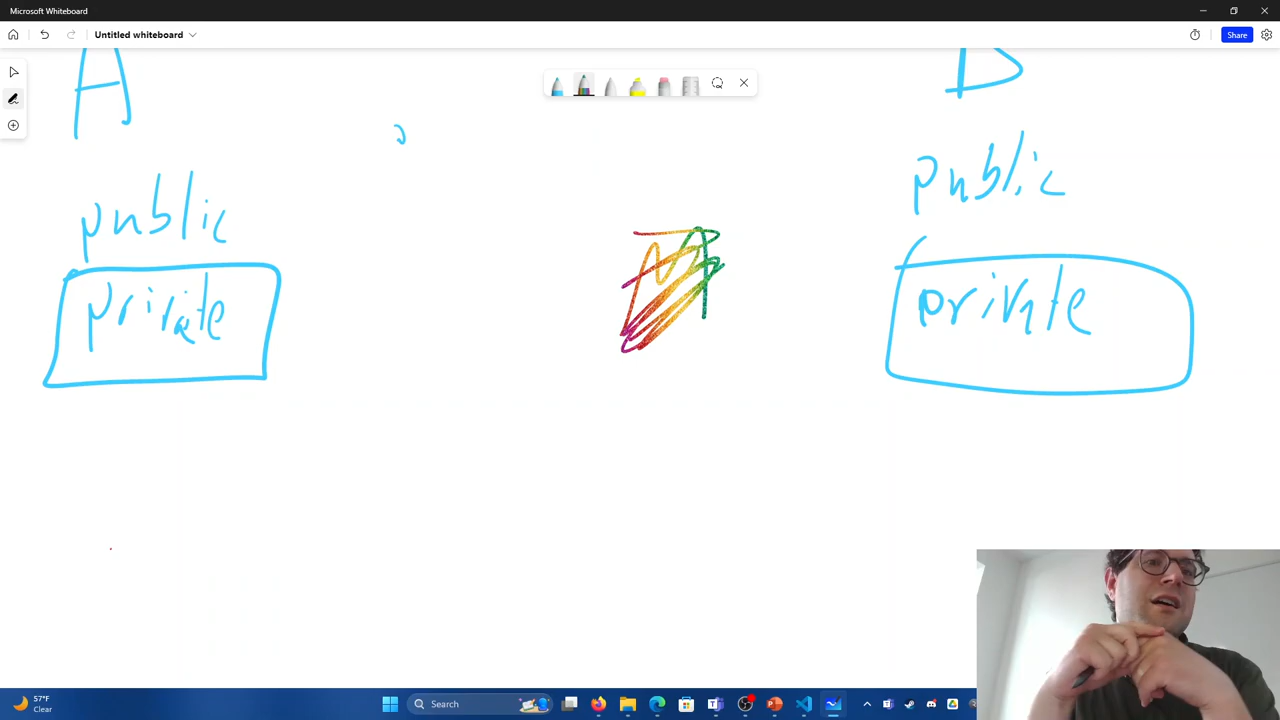 Microsoft Whiteboard
Untitled whiteboard
Share
A
public
private
public
private
57°F
Clear
Search